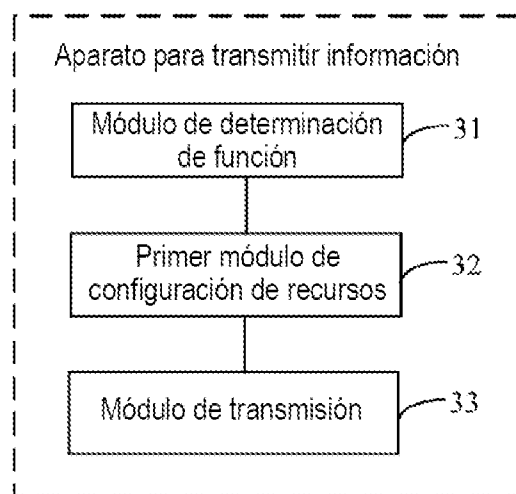 Aparato para transmitir información
Módulo de determinación
de función
31
Primer módulo de
configuración de recursos
32
Módulo de transmisión
33